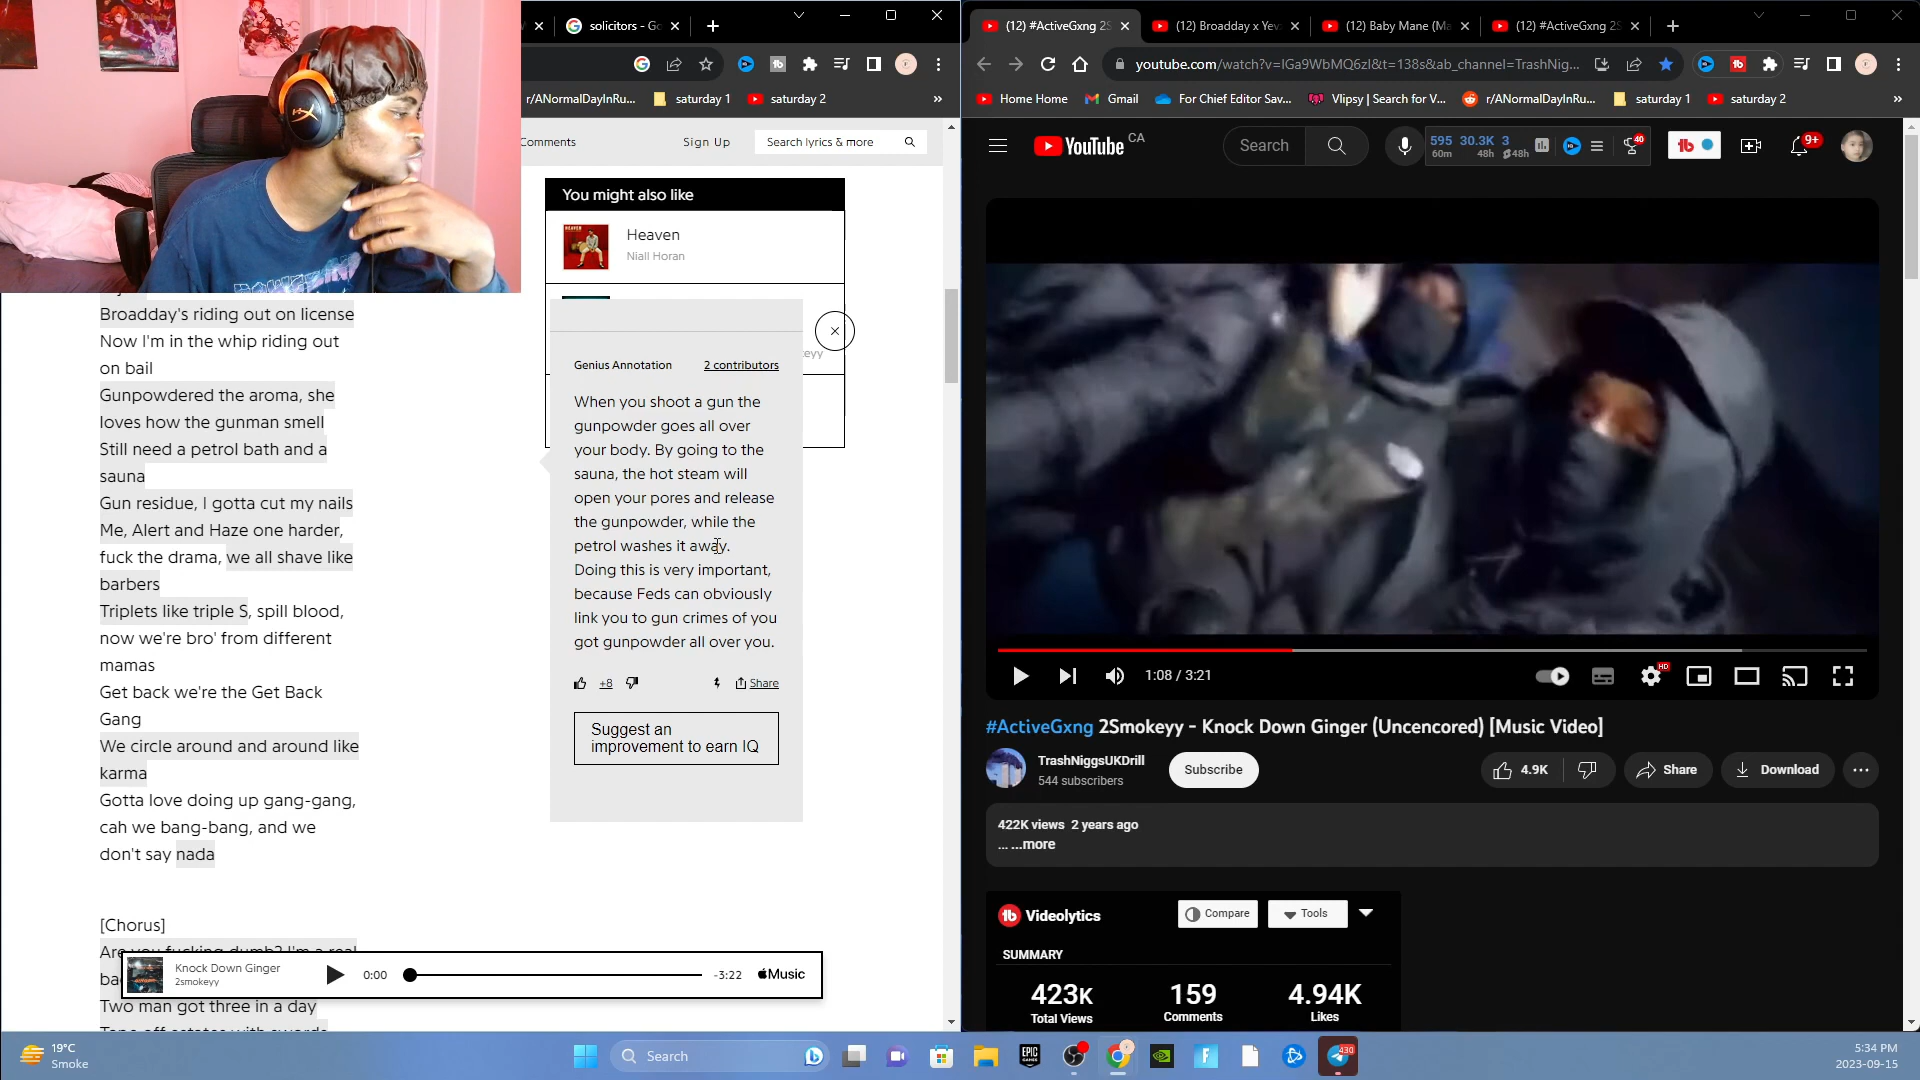 solicitors - Go
r/ANormalDayInRu...
saturday 1
saturday 2
»
Comments
Sign Up
Search lyrics & more
You might also like
Heaven
Niall Horan
Broadday's riding out on license
Now I'm in the whip riding out
on bail
Gunpowdered the aroma, she
loves how the gunman smell
Still need a petrol bath and a
sauna
Gun residue, I gotta cut my nails
Me, Alert and Haze one harder,
fuck the drama, we all shave like
barbers
Triplets like triple S, spill blood,
now we're bro' from different
mamas
Get back we're the Get Back
Gang
We circle around and around like
karma
Gotta love doing up gang-gang,
cah we bang-bang, and we
don't say nada
[Chorus]
Are you fucking dumb? I'm a real
Two man got three in a day
Genius Annotation
2 contributors
When you shoot a gun the
gunpowder goes all over
your body. By going to the
sauna, the hot steam will
open your pores and release
the gunpowder, while the
petrol washes it away.
Doing this is very important,
because Feds can obviously
link you to gun crimes of you
got gunpowder all over you.
+8
Share
Suggest an
improvement to earn IQ
Knock Down Ginger
2smokeyy
0:00
-3:22
Music
(12) #ActiveGxng 2S
(12) Broadday x Yev
(12) Baby Mane (Ma
(12) #ActiveGxng 2S
youtube.com/watch?v=IGa9WbMQ6zI&t=138s&ab_channel=TrashNig...
Home Home
Gmail
For Chief Editor Sav...
Vlipsy | Search for V...
r/ANormalDayInRu...
saturday 1
saturday 2
»
YouTube CA
Search
595 30.3K 3
60m 48h 48h
40
9+
1:08 / 3:21
HD
#ActiveGxng 2Smokeyy - Knock Down Ginger (Uncencored) [Music Video]
TrashNiggsUKDrill
544 subscribers
Subscribe
4.9K
Share
Download
422K views 2 years ago
... ...more
Videolytics
Compare
Tools
SUMMARY
423K
Total Views
159
Comments
4.94K
Likes
19°C
Smoke
Search
EPIC GAMES
430
5:34 PM
2023-09-15